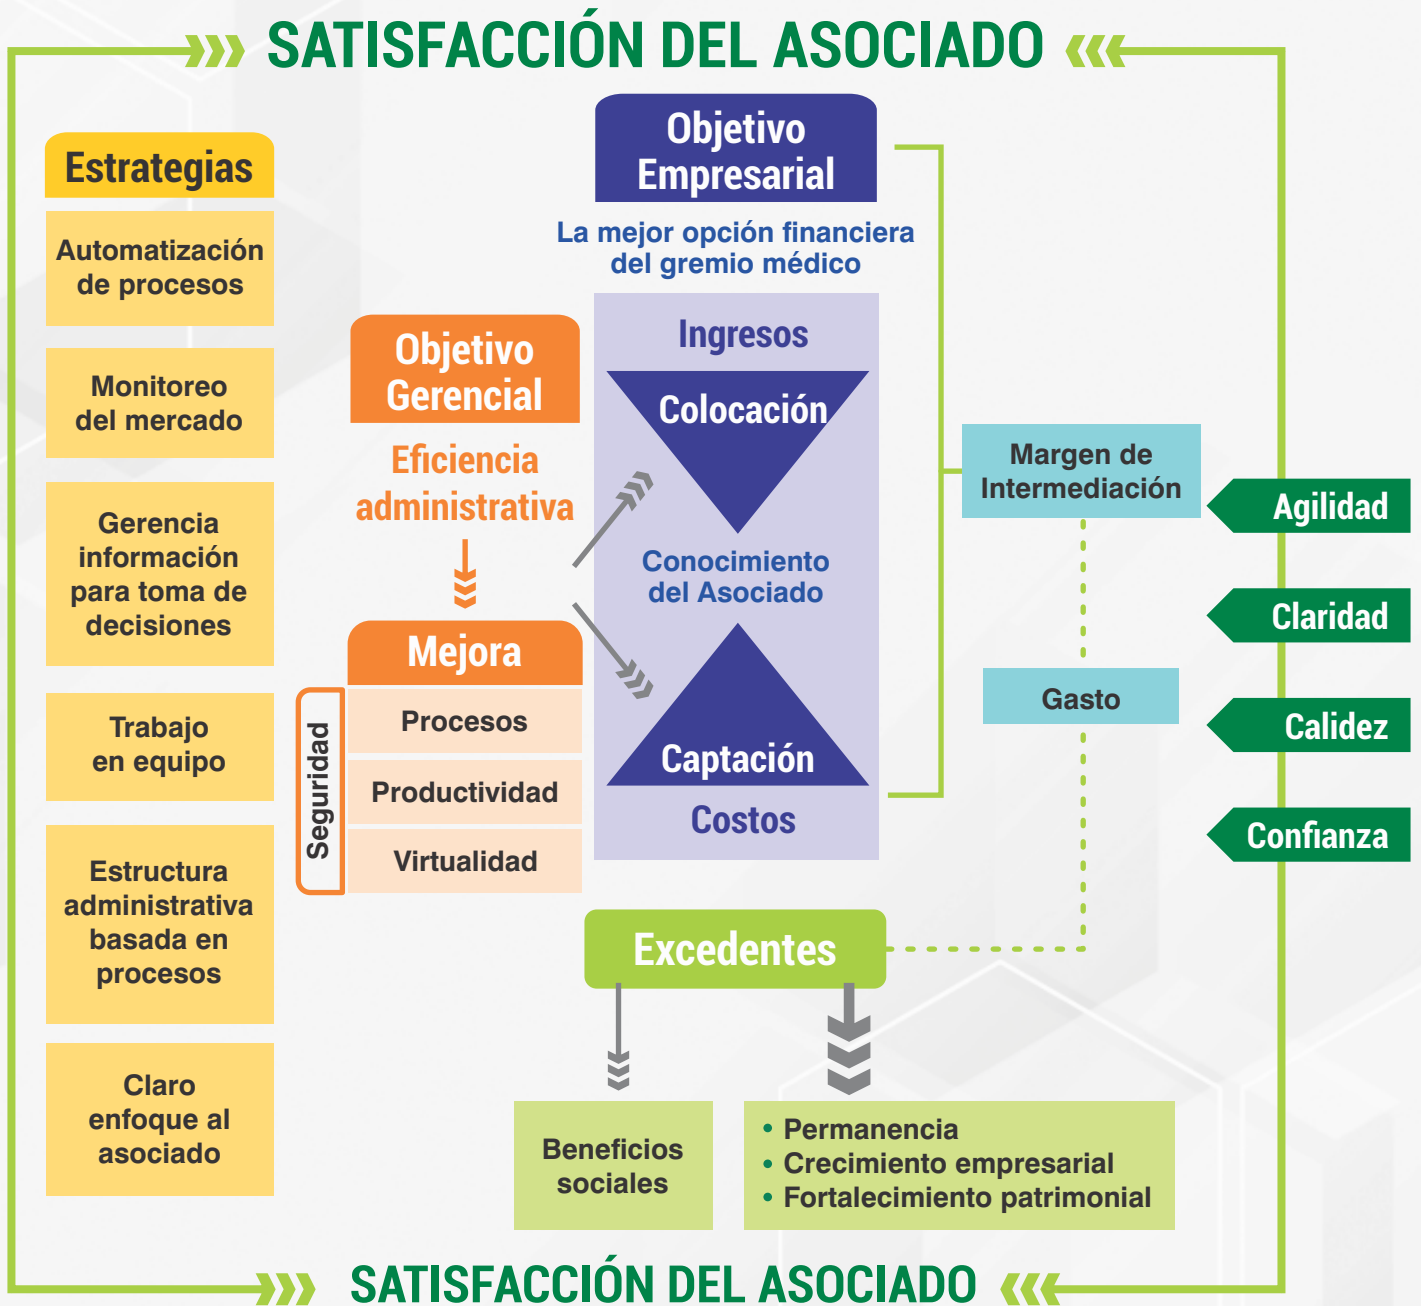 SATISFACCIÓN DEL ASOCIADO
Estrategias
Automatización
de procesos
Monitoreo
del mercado
Gerencia
información
para toma de
decisiones
Trabajo
en equipo
Estructura
administrativa
basada en
procesos
Claro
enfoque al
asociado
Objetivo
Gerencial
Eficiencia
administrativa
Mejora
Seguridad
Procesos
Productividad
Virtualidad
Objetivo
Empresarial
La mejor opción financiera
del gremio médico
Ingresos
Colocación
Conocimiento
del Asociado
Captación
Costos
Margen de
Intermediación
Gasto
Agilidad
Claridad
Calidez
Confianza
Excedentes
Beneficios
sociales
• Permanencia
• Crecimiento empresarial
• Fortalecimiento patrimonial
SATISFACCIÓN DEL ASOCIADO